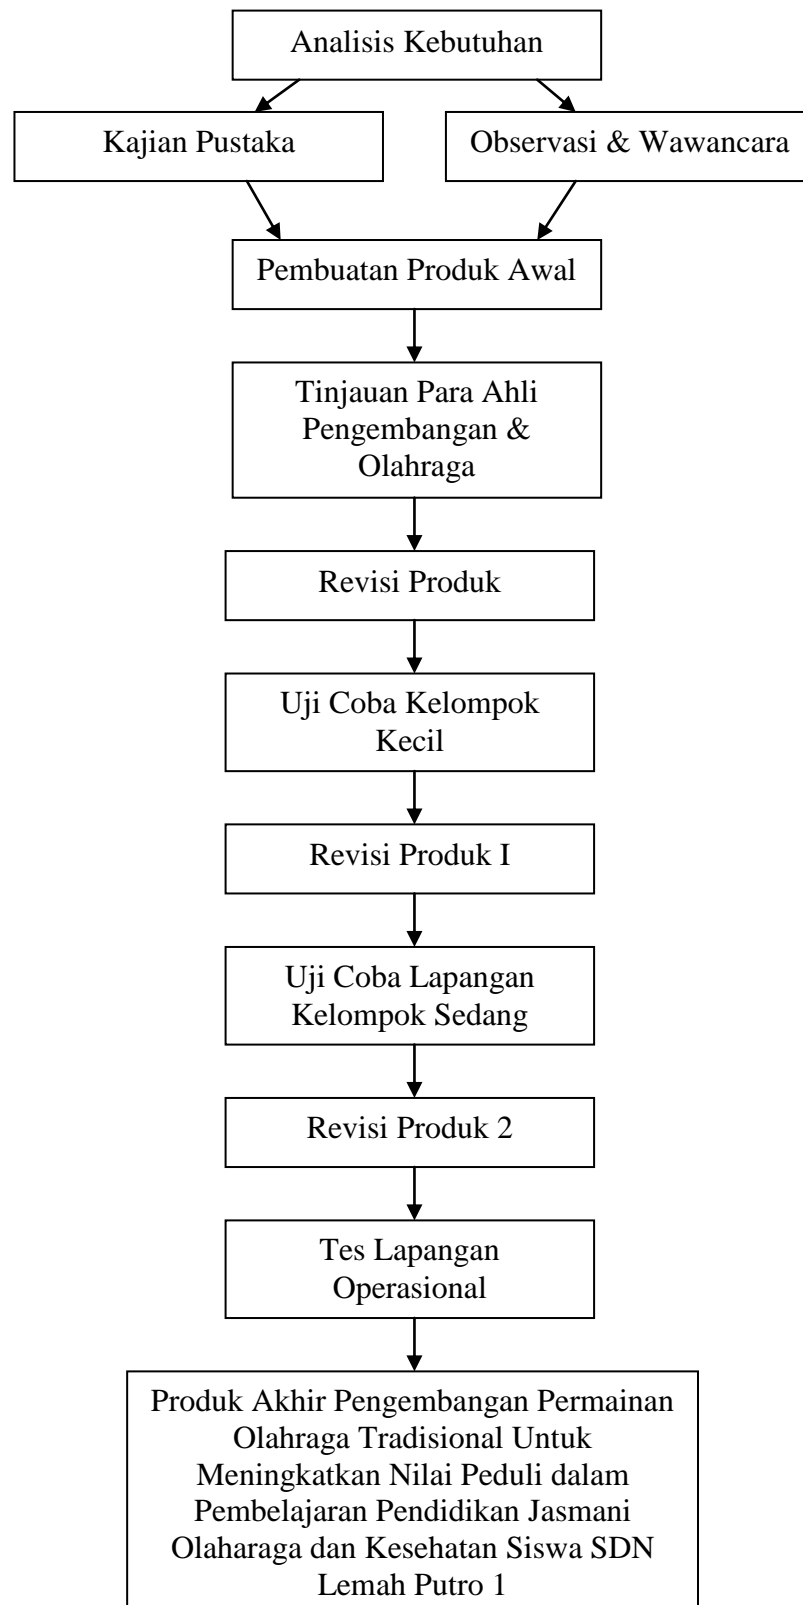 Analisis Kebutuhan
Kajian Pustaka
Observasi & Wawancara
Pembuatan Produk Awal
Tinjauan Para Ahli
Pengembangan &
Olahraga
Revisi Produk
Uji Coba Kelompok
Kecil
Revisi Produk I
Uji Coba Lapangan
Kelompok Sedang
Revisi Produk 2
Tes Lapangan
Operasional
Produk Akhir Pengembangan Permainan
Olahraga Tradisional Untuk
Meningkatkan Nilai Peduli dalam
Pembelajaran Pendidikan Jasmani
Olaharaga dan Kesehatan Siswa SDN
Lemah Putro 1